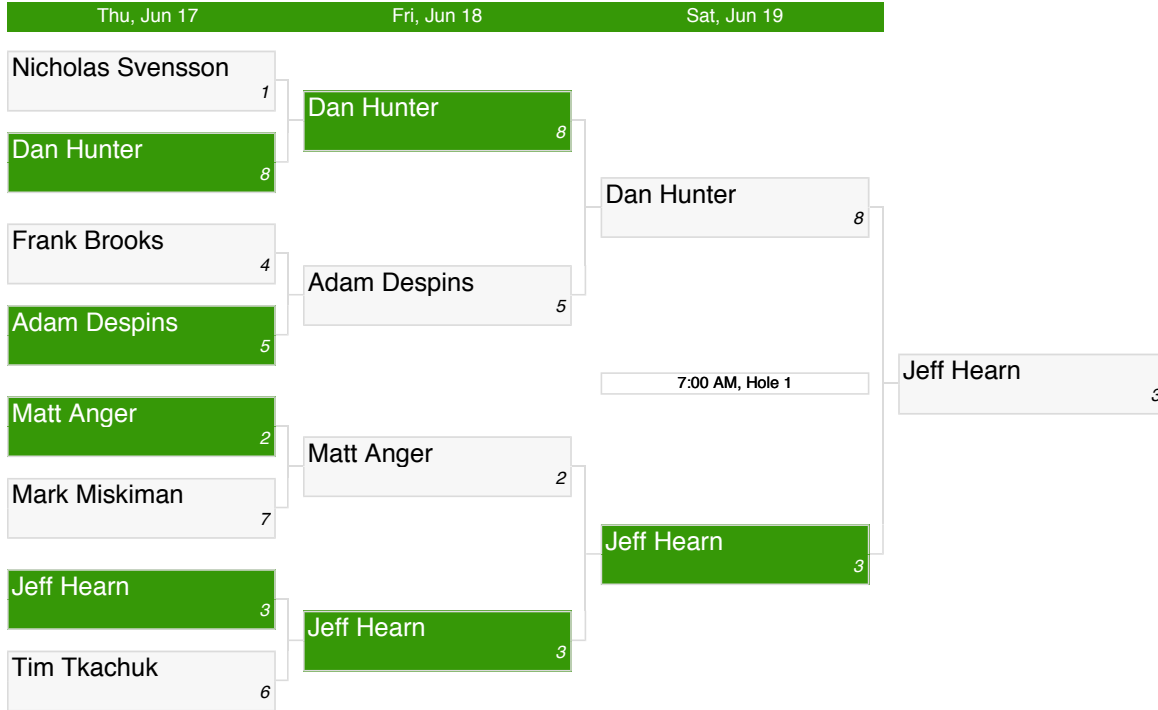 Thu, Jun 17
Fri, Jun 18
Sat, Jun 19
Nicholas Svensson
1
Dan Hunter
8
Frank Brooks
4
Adam Despins
5
Matt Anger
2
Mark Miskiman
7
Jeff Hearn
3
Tim Tkachuk
6
Dan Hunter
8
Adam Despins
5
Matt Anger
2
Jeff Hearn
3
Dan Hunter
8
7:00 AM, Hole 1
Jeff Hearn
3
Jeff Hearn
3